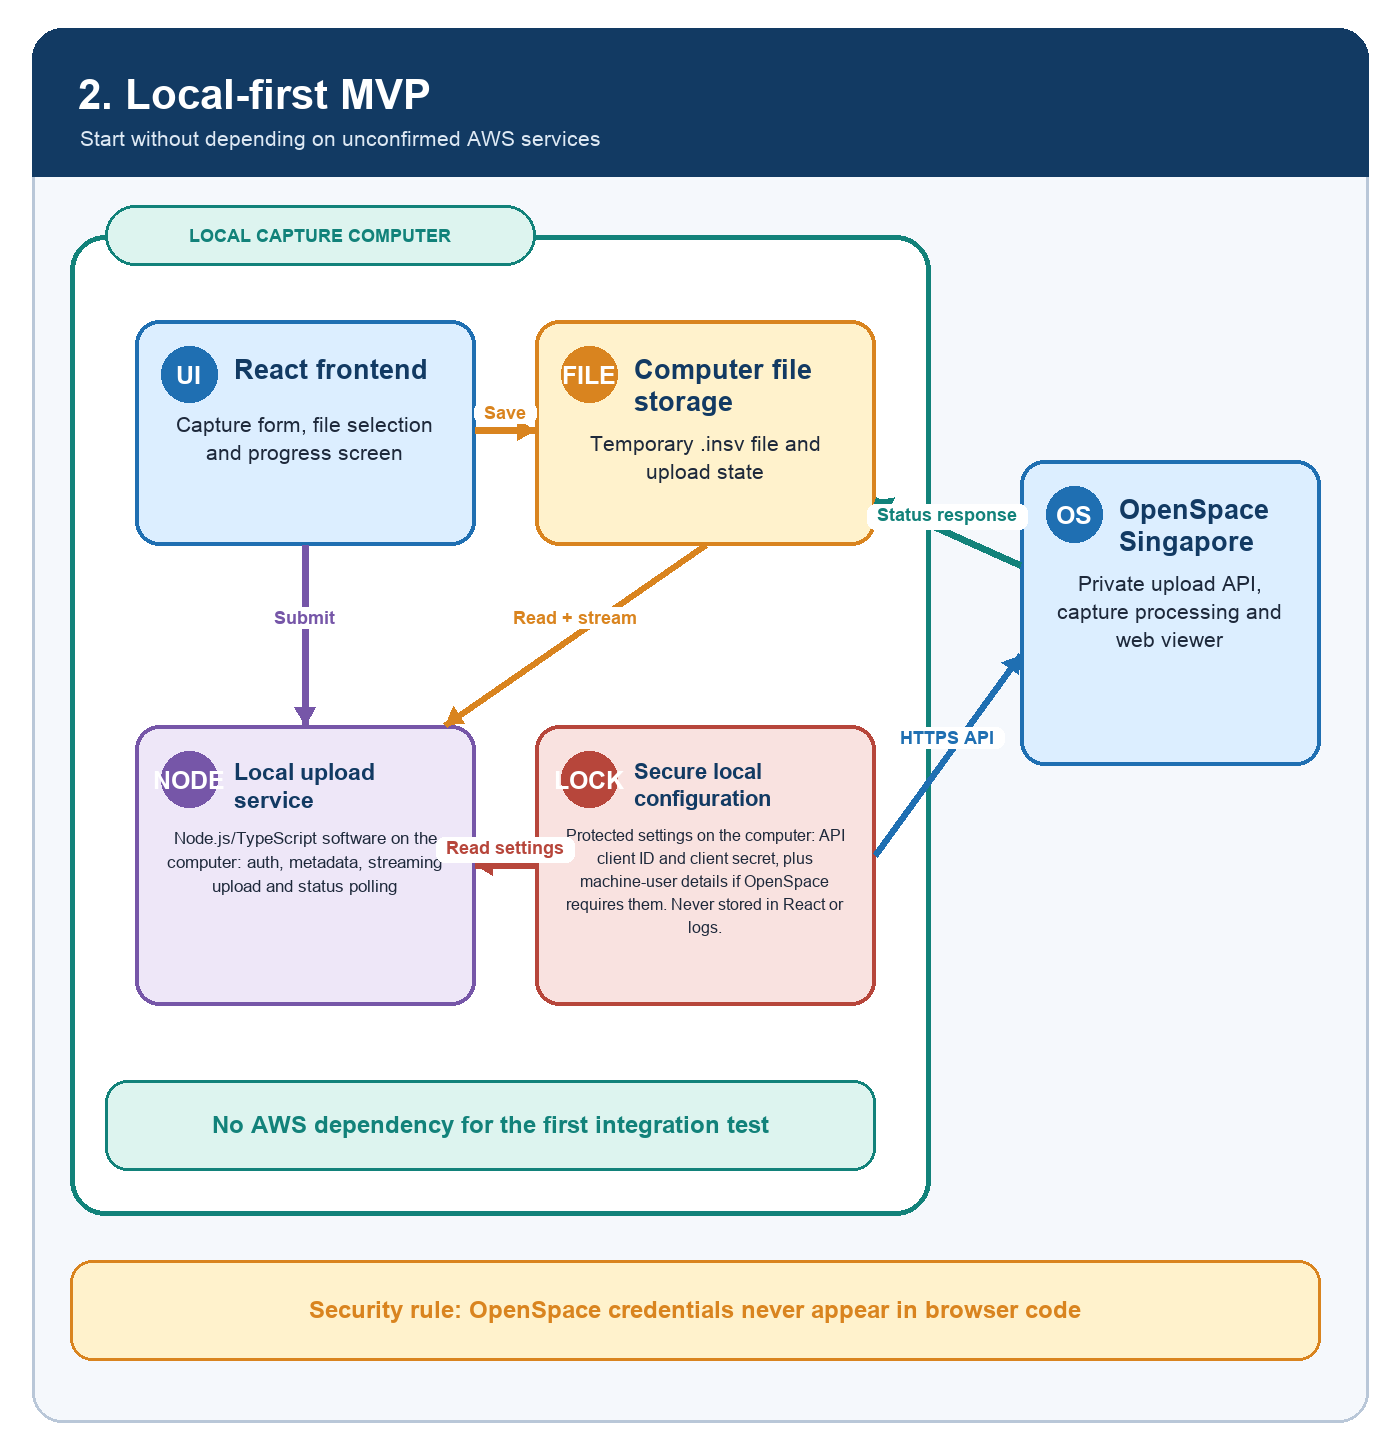 2. Local-first MVP
Start without depending on unconfirmed AWS services
LOCAL CAPTURE COMPUTER
UI
React frontend
Capture form, file selection
and progress screen
Save
FILE
Computer file
storage
Temporary .insv file and
upload state
Status response
OS
OpenSpace
Singapore
Private upload API,
capture processing and
web viewer
Submit
Read + stream
HTTPS API
NODE
Local upload
service
Node.js/TypeScript software on the
computer: auth, metadata, streaming
upload and status polling
Read settings
LOCK
Secure local
configuration
Protected settings on the computer: API
client ID and client secret, plus
machine-user details if OpenSpace
requires them. Never stored in React or
logs.
No AWS dependency for the first integration test
Security rule: OpenSpace credentials never appear in browser code